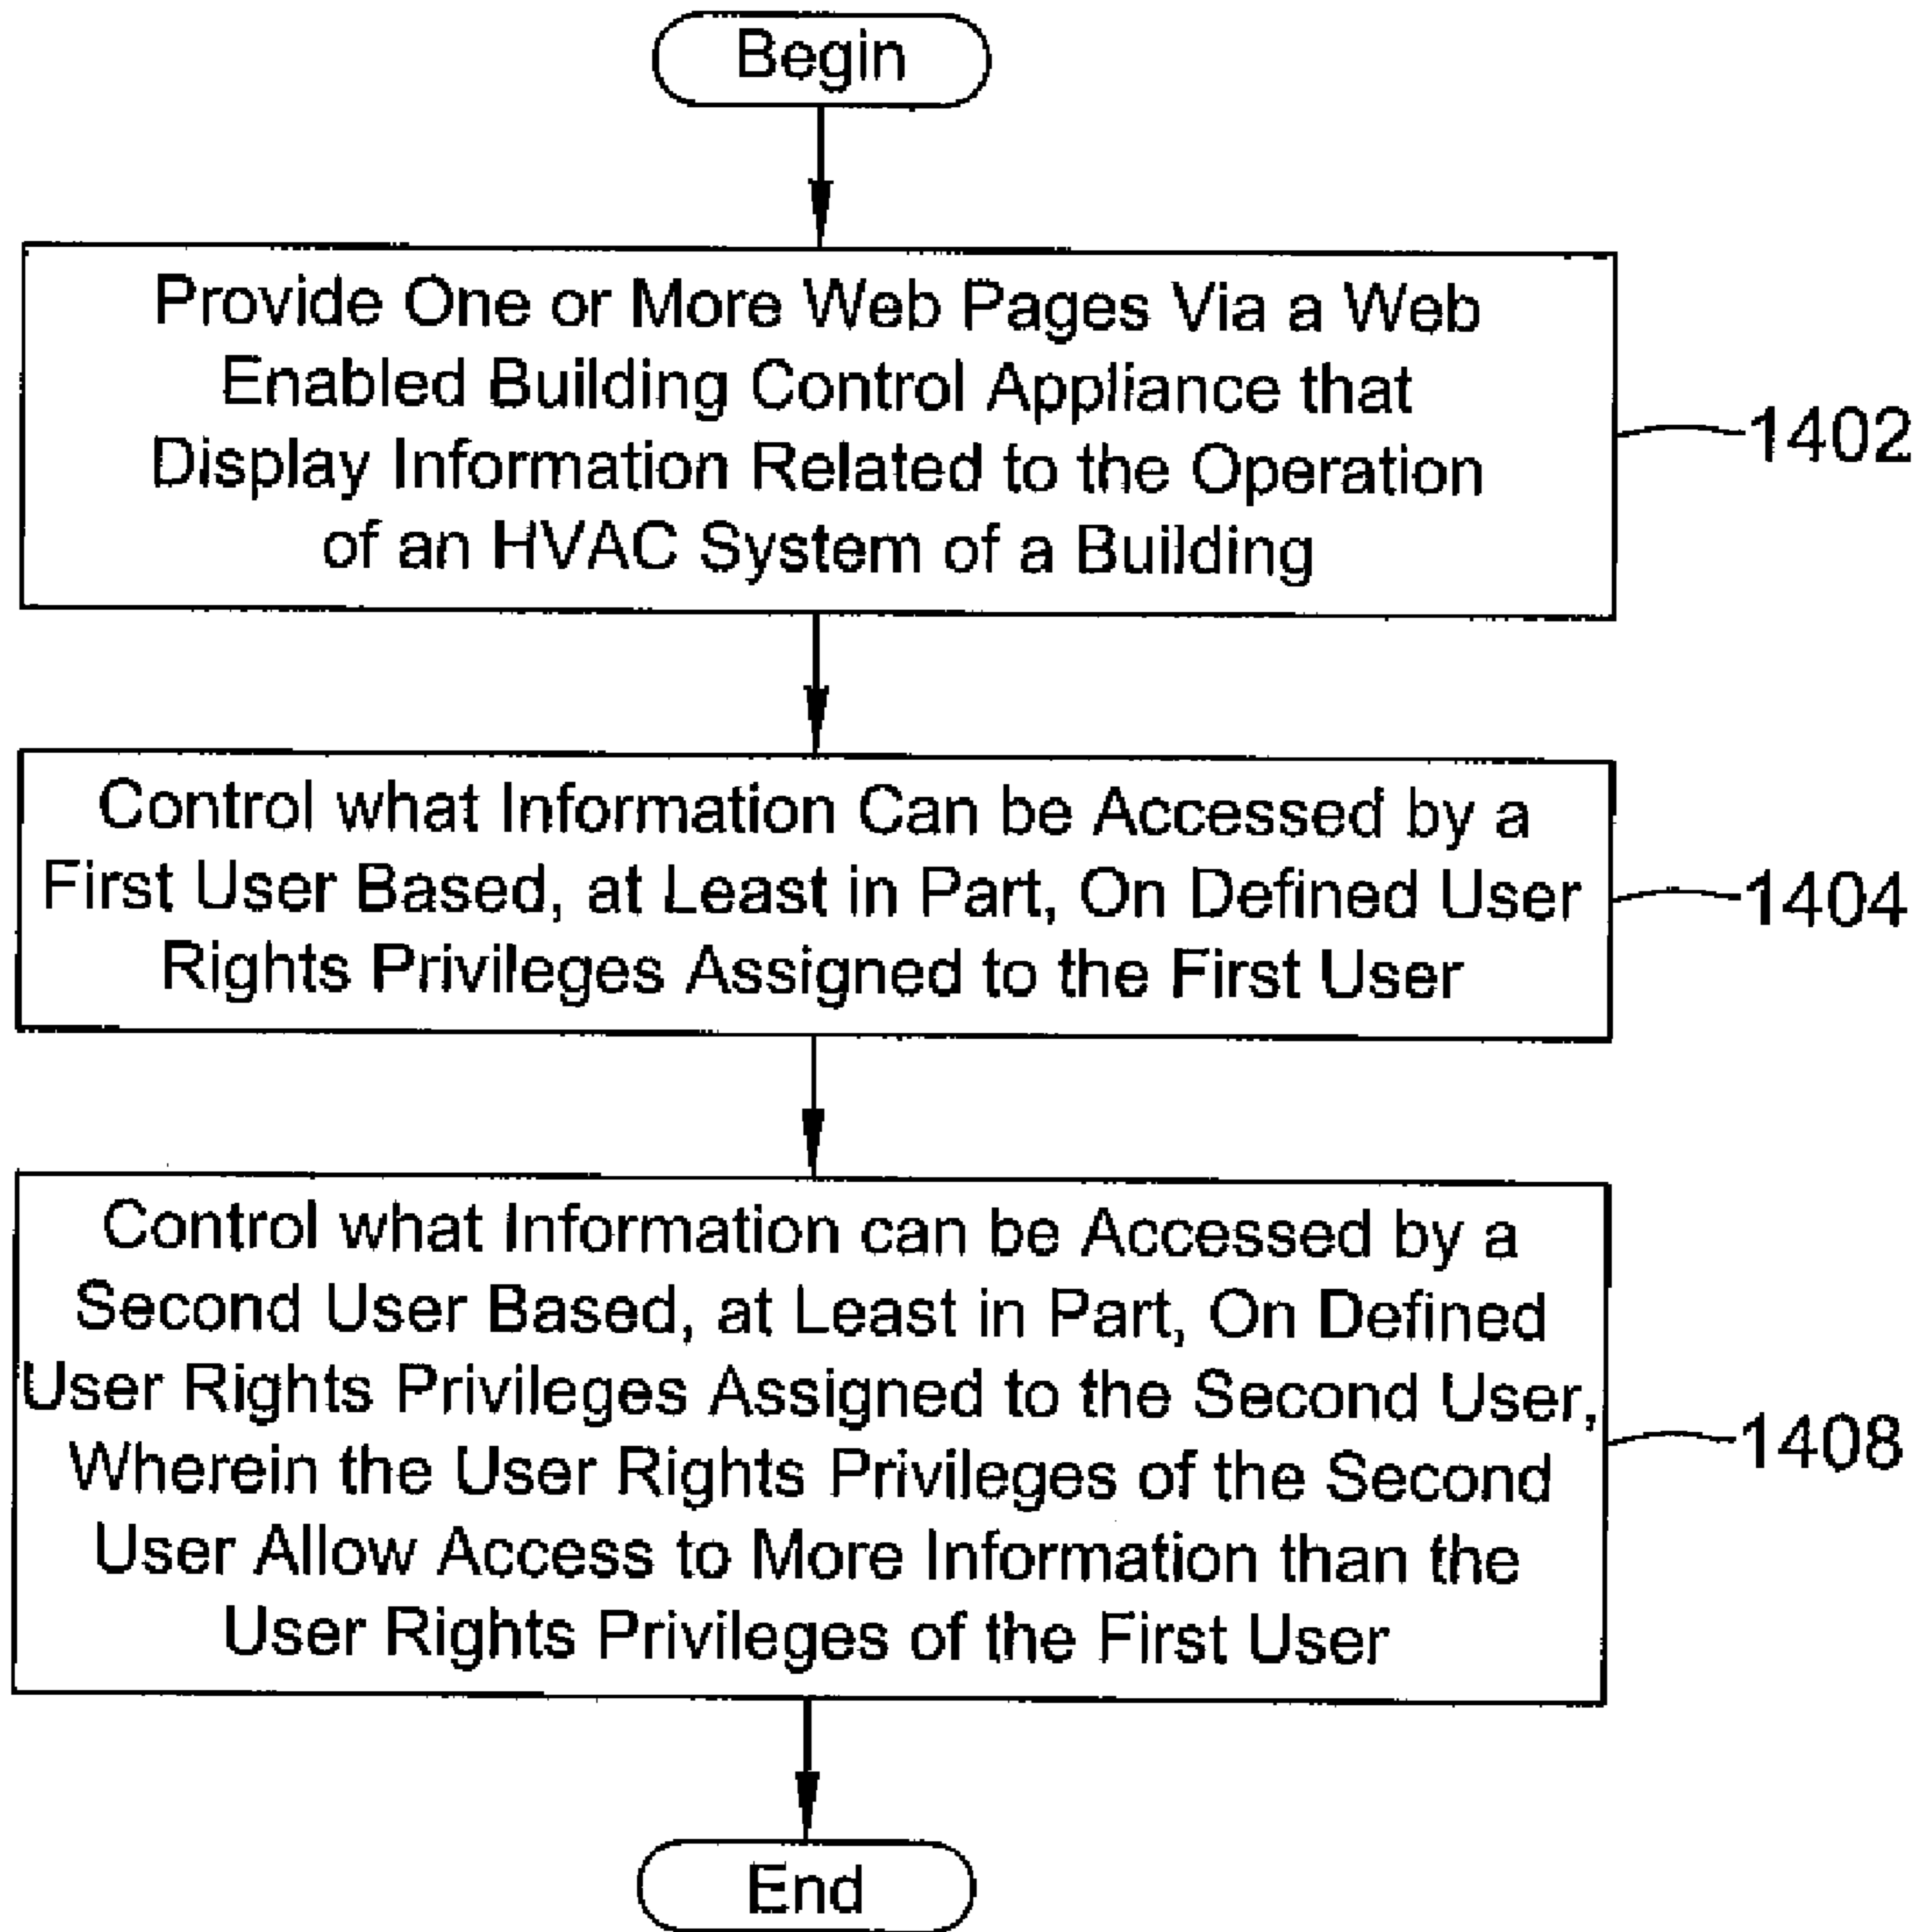 Begin
Provide One or More Web Pages Via a Web
Enabled Building Control Appliance that
Display Information Related to the Operation
of an HVAC System of a Building
1402
Control what Information Can be Accessed by a
First User Based, at Least in Part, On Defined User
Rights Privileges Assigned to the First User
1404
Control what Information can be Accessed by a
Second User Based, at Least in Part, On Defined
User Rights Privileges Assigned to the Second User,
Wherein the User Rights Privileges of the Second
User Allow Access to More Information than the
User Rights Privileges of the First User
1408
End